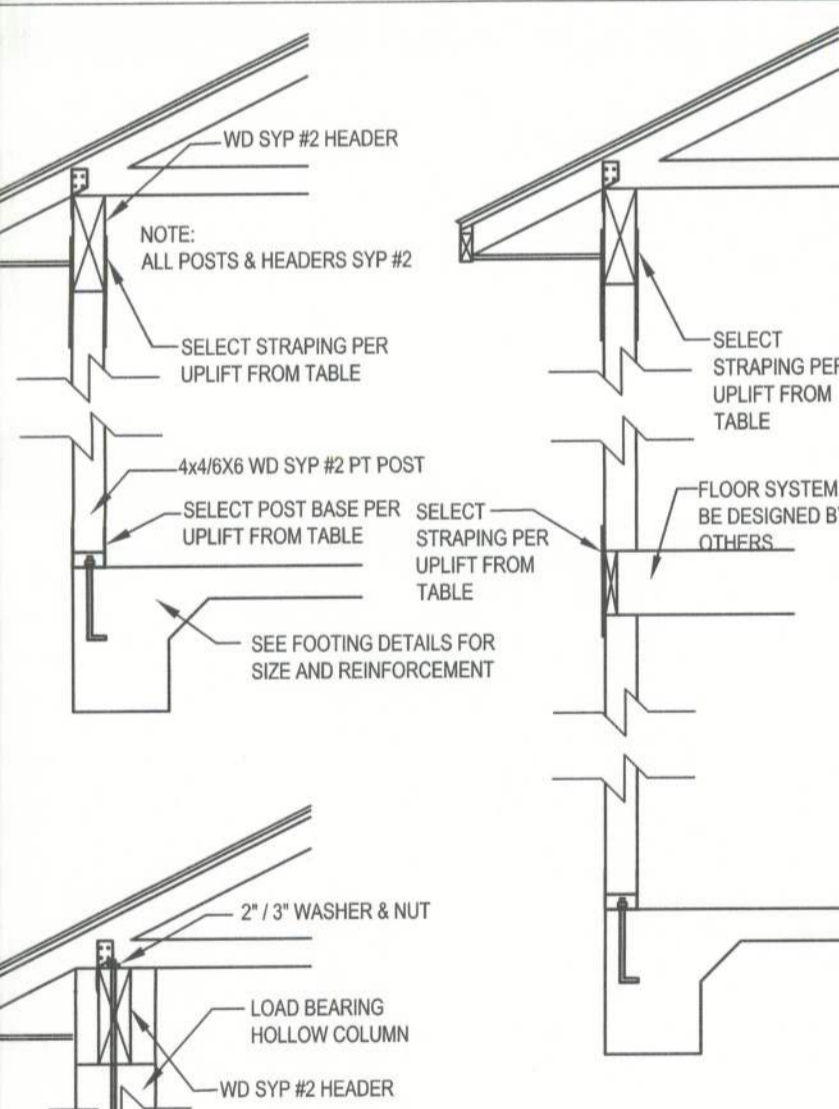 WD SYP #2 HEADER
NOTE:
ALL POSTS & HEADERS SYP #2
SELECT STRAPING PER
UPLIFT FROM TABLE
4x4/6X6 WD SYP #2 PT POST
SELECT POST BASE PER
UPLIFT FROM TABLE
SEE FOOTING DETAILS FOR
SIZE AND REINFORCEMENT
SELECT
STRAPING PER
UPLIFT FROM
TABLE
SELECT
STRAPING PER
UPLIFT FROM
TABLE
FLOOR SYSTEM
BE DESIGNED
OTHERS
2" / 3" WASHER & NUT
LOAD BEARING
HOLLOW COLUMN
WD SYP #2 HEADER